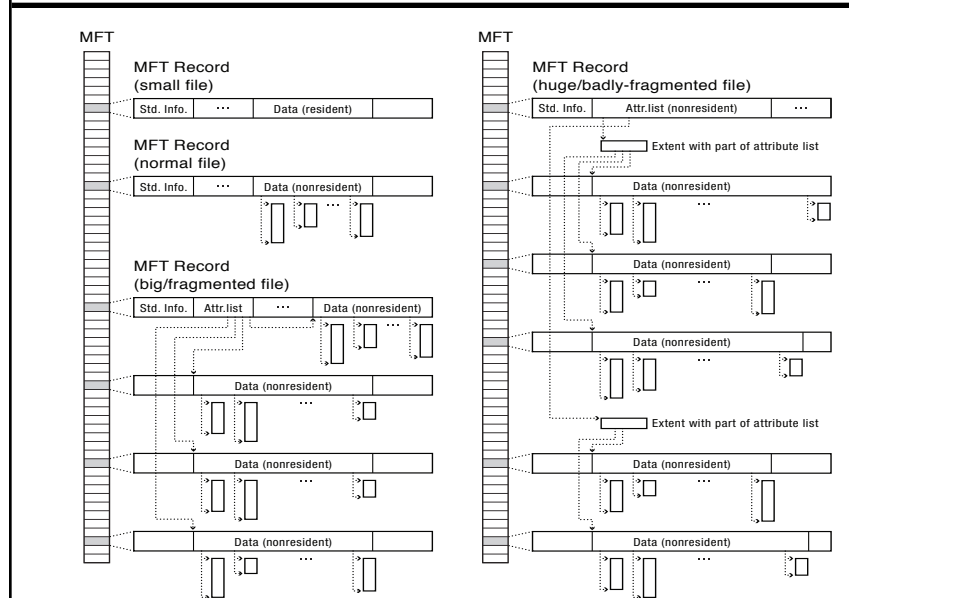 MFT
MFT Record
(small file)
Std. Info. ... Data (resident)
MFT Record
(normal file)
Std. Info. ... Data (nonresident)
...
MFT Record
(big/fragmented file)
Std. Info. Attr.list ... Data (nonresident)
...
Data (nonresident)
...
Data (nonresident)
...
Data (nonresident)
...
MFT
MFT Record
(huge/badly-fragmented file)
Std. Info. Attr.list (nonresident) ...
Extent with part of attribute list
Data (nonresident)
...
Data (nonresident)
...
Data (nonresident)
...
Extent with part of attribute list
Data (nonresident)
...
Data (nonresident)
...